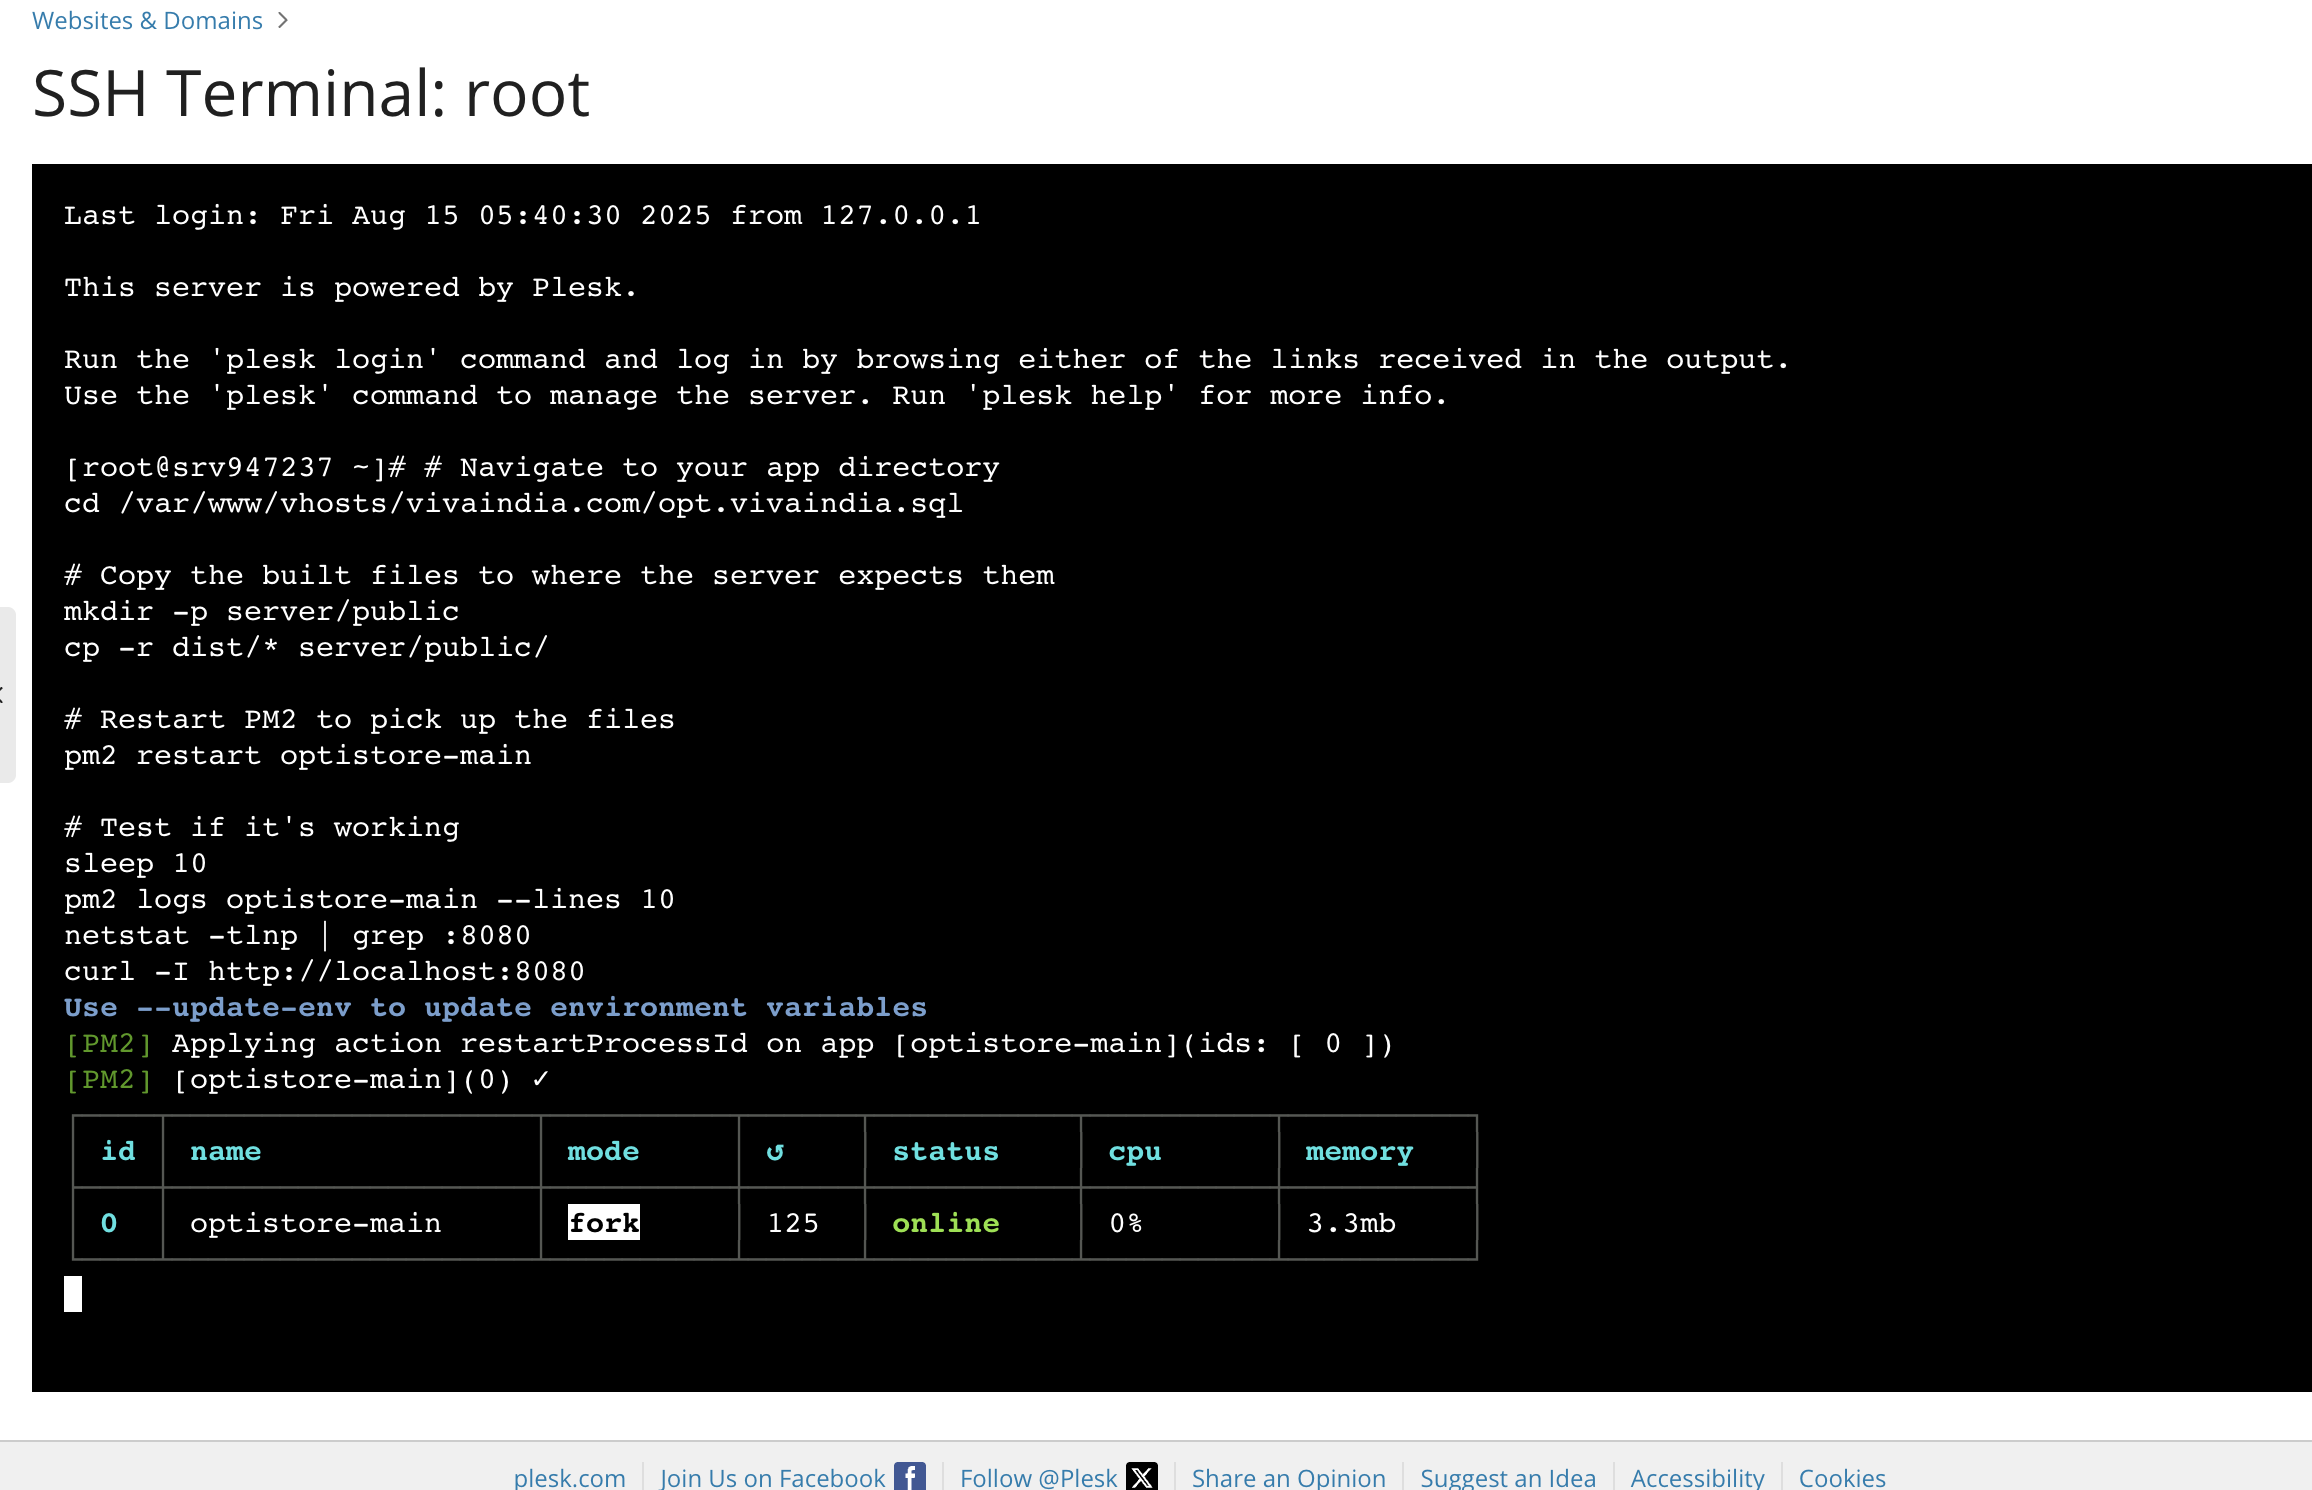 Websites & Domains >
SSH Terminal: root
Last login: Fri Aug 15 05:40:30 2025 from 127.0.0.1
This server is powered by Plesk.
Run the 'plesk login' command and log in by browsing either of the links received in the output.
Use the 'plesk' command to manage the server. Run 'plesk help' for more info.
[root@srv947237 ~]# # Navigate to your app directory
cd /var/www/vhosts/vivaindia.com/opt.vivaindia.sql
# Copy the built files to where the server expects them
mkdir -p server/public
cp -r dist/* server/public/
# Restart PM2 to pick up the files
pm2 restart optistore-main
# Test if it's working
sleep 10
pm2 logs optistore-main --lines 10
netstat -tlnp | grep :8080
curl -I http://localhost:8080
Use --update-env to update environment variables
[PM2] Applying action restartProcessId on app [optistore-main](ids: [ 0 ])
[PM2] [optistore-main](0) ✓
id name mode ↺ status cpu memory
0 optistore-main fork 125 online 0% 3.3mb
plesk.com Join Us on Facebook Follow @Plesk Share an Opinion Suggest an Idea Accessibility Cookies